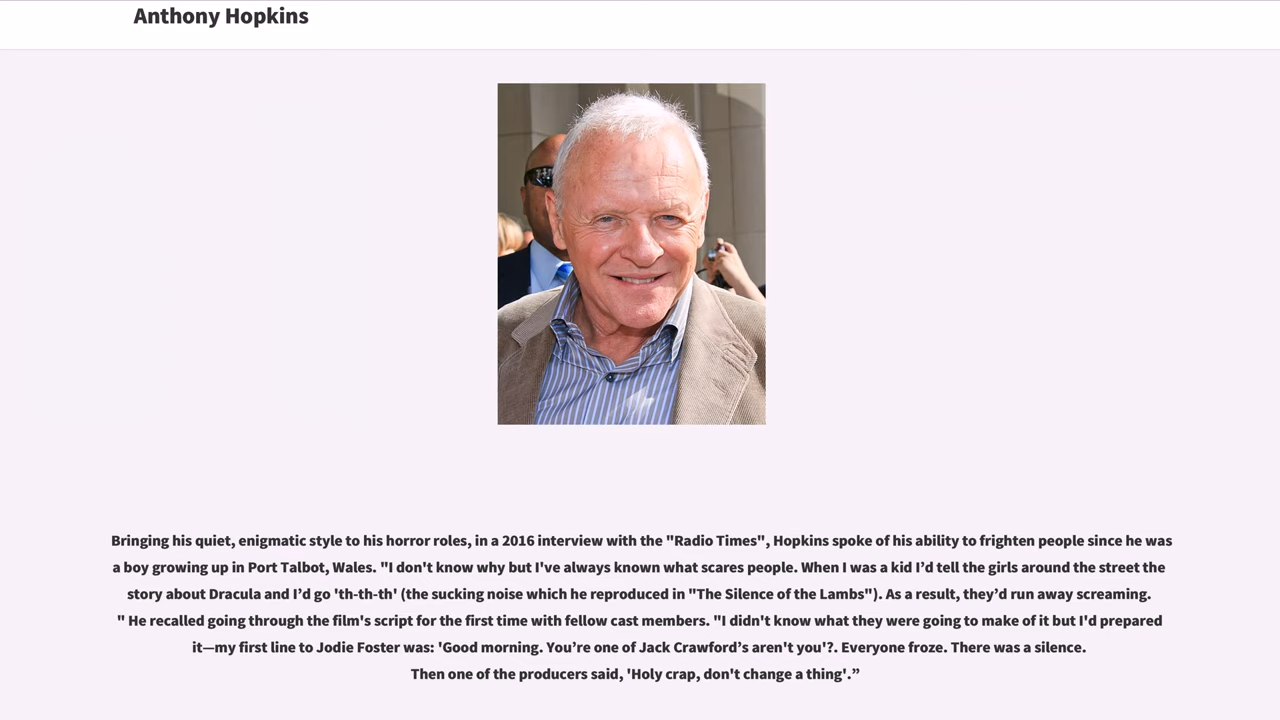 Anthony Hopkins
Bringing his quiet, enigmatic style to his horror roles, in a 2016 interview with the "Radio Times", Hopkins spoke of his ability to frighten people since he was
a boy growing up in Port Talbot, Wales. "I don't know why but I've always known what scares people. When I was a kid I’d tell the girls around the street the
story about Dracula and I’d go 'th-th-th' (the sucking noise which he reproduced in "The Silence of the Lambs"). As a result, they’d run away screaming.
" He recalled going through the film's script for the first time with fellow cast members. "I didn't know what they were going to make of it but I'd prepared
it—my first line to Jodie Foster was: 'Good morning. You’re one of Jack Crawford’s aren't you'?. Everyone froze. There was a silence.
Then one of the producers said, 'Holy crap, don't change a thing'.”